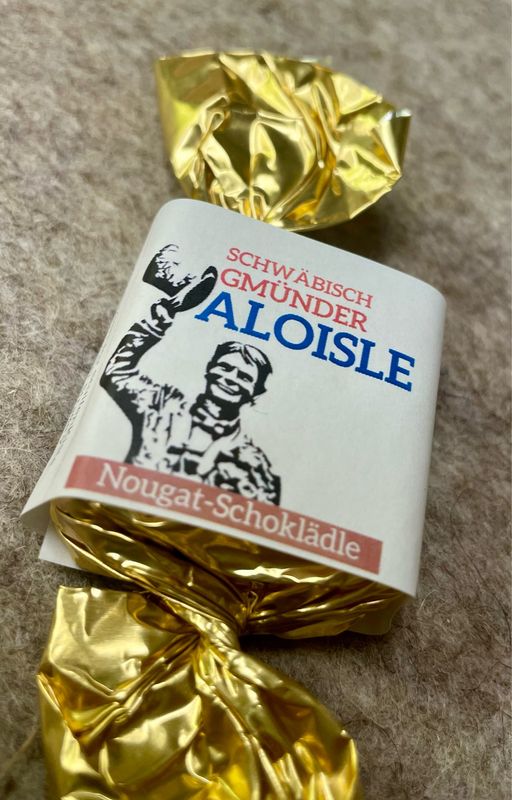 SCHWÄBISCH
GMÜNDER
ALOISLE
Nougat-Schoklädle